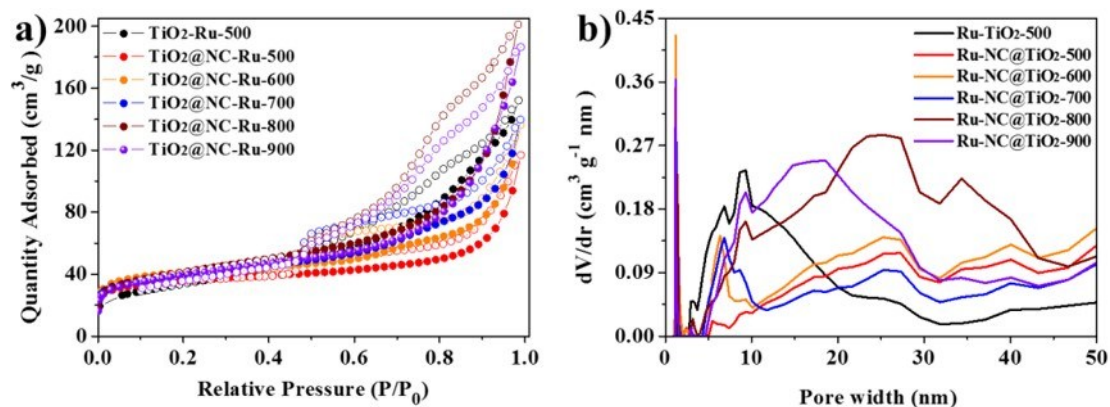 a)
TiO2-Ru-500
TiO2@NC-Ru-500
TiO2@NC-Ru-600
TiO2@NC-Ru-700
TiO2@NC-Ru-800
TiO2@NC-Ru-900
Quantity Adsorbed (cm³/g)
200
160
120
80
40
0
0.0 0.2 0.4 0.6 0.8 1.0
Relative Pressure (P/P0)
b)
Ru-TiO2-500
Ru-NC@TiO2-500
Ru-NC@TiO2-600
Ru-NC@TiO2-700
Ru-NC@TiO2-800
Ru-NC@TiO2-900
dV/dr (cm³ g⁻¹ nm)
0.45
0.36
0.27
0.18
0.09
0.00
0 10 20 30 40 50
Pore width (nm)